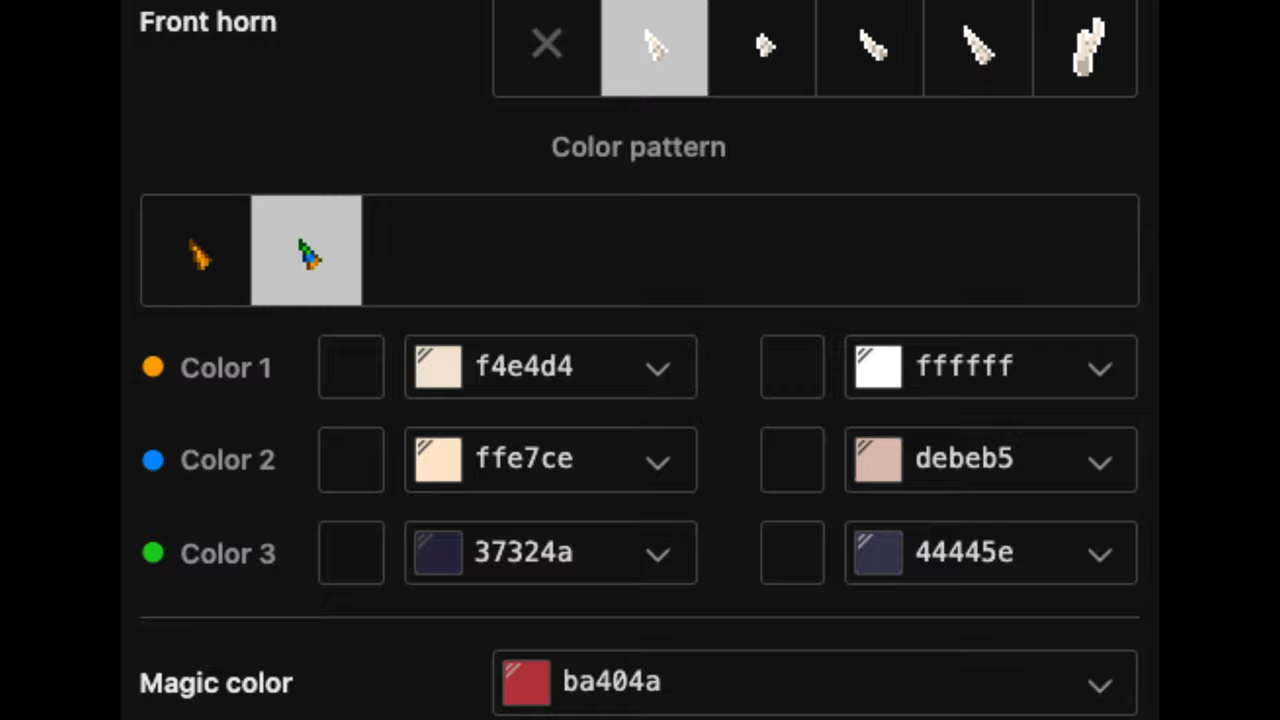 Front horn
Color pattern
Color 1 f4e4d4 ffffff
Color 2 ffe7ce debeb5
Color 3 37324a 44445e
Magic color ba404a